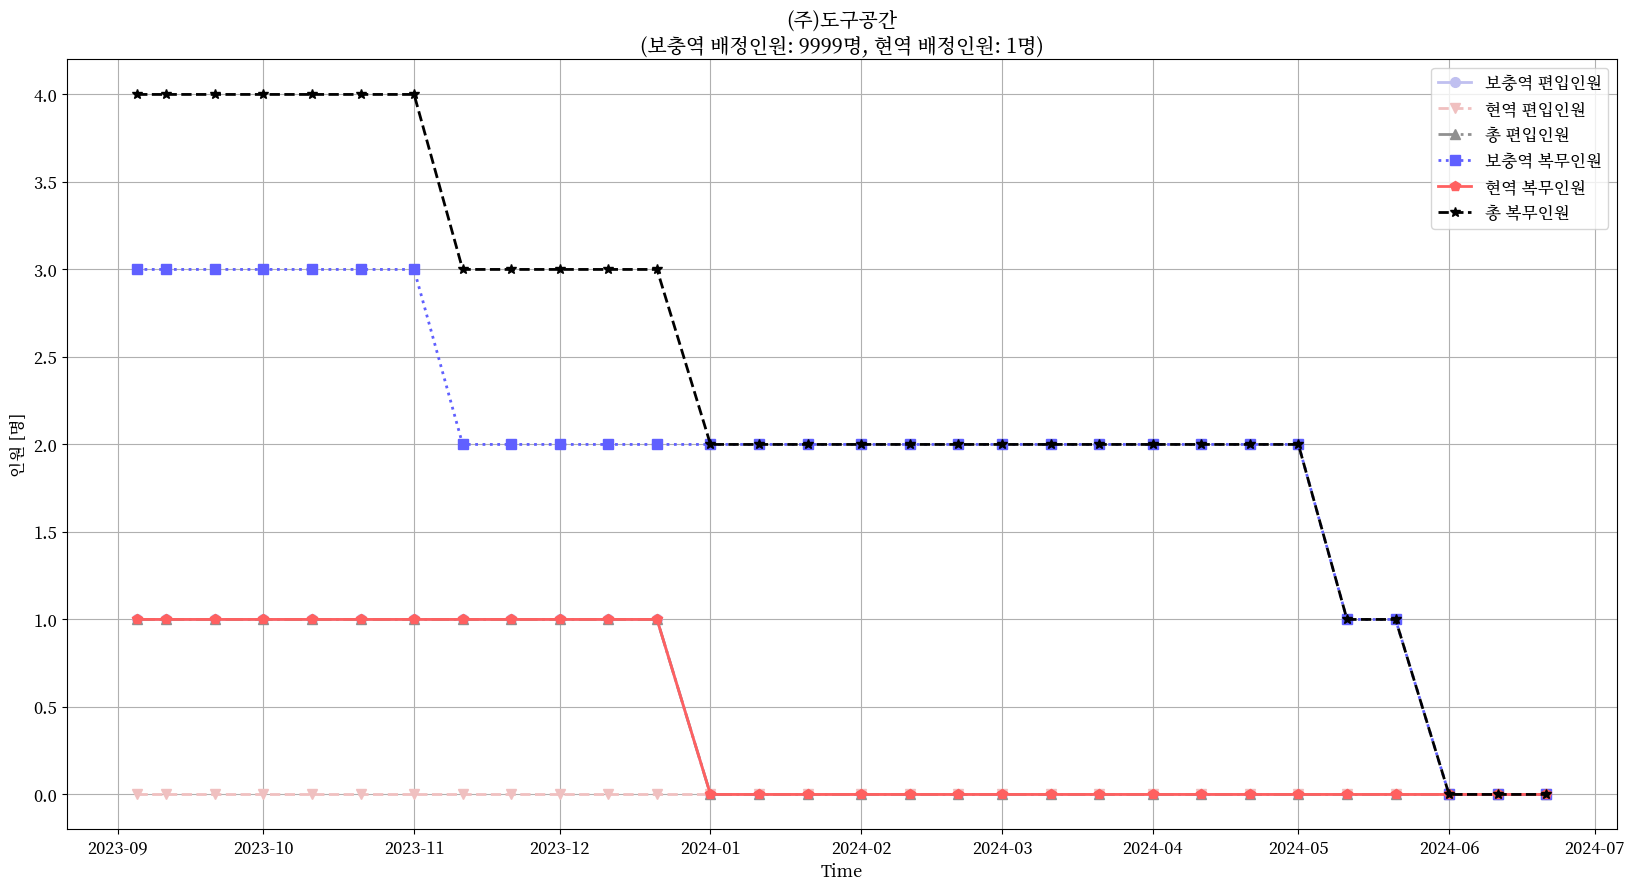 (주)도구공간
(보충역 배정인원: 9999명, 현역 배정인원: 1명)
보충역 편입인원
현역 편입인원
총 편입인원
보충역 복무인원
현역 복무인원
총 복무인원
4.0
3.5
3.0
2.5
2.0
1.5
1.0
0.5
0.0
인원 [명]
2023-09 2023-10 2023-11 2023-12 2024-01 2024-02 2024-03 2024-04 2024-05 2024-06 2024-07
Time